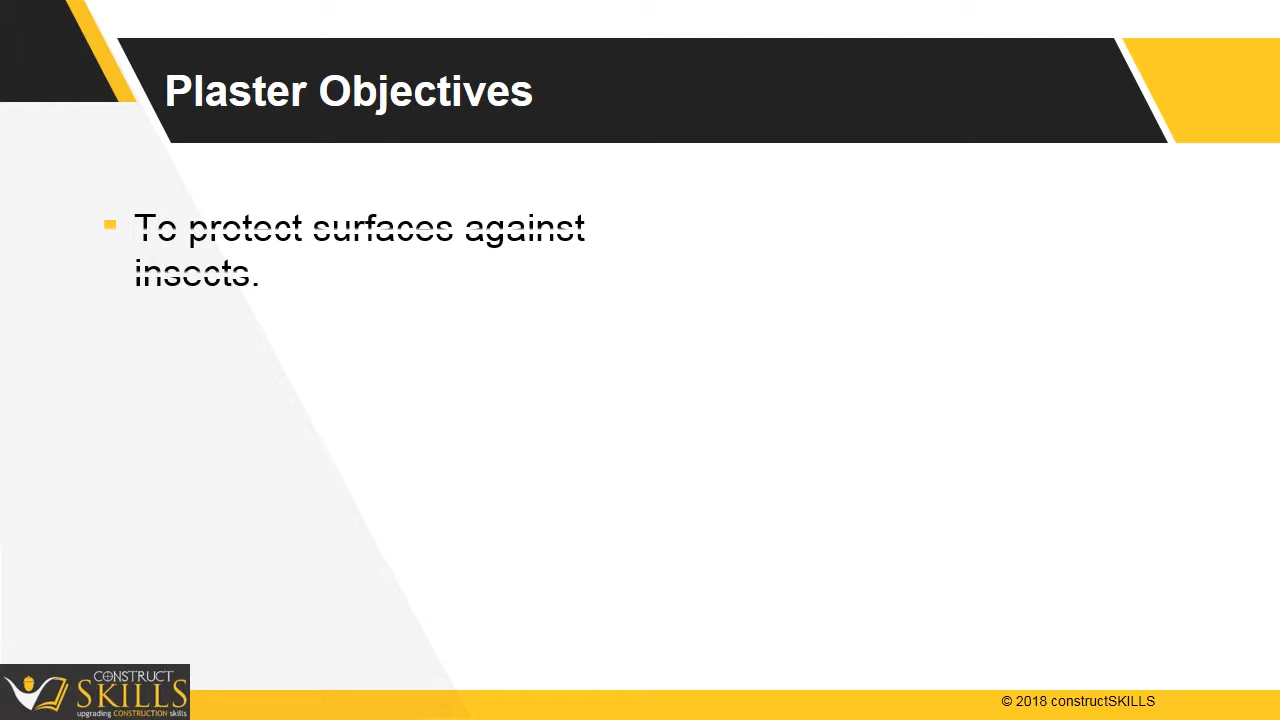 Plaster Objectives
To protect surfaces against
insects.
CONSTRUCT
SKILLS
upgrading CONSTRUCTION skills
© 2018 constructSKILLS